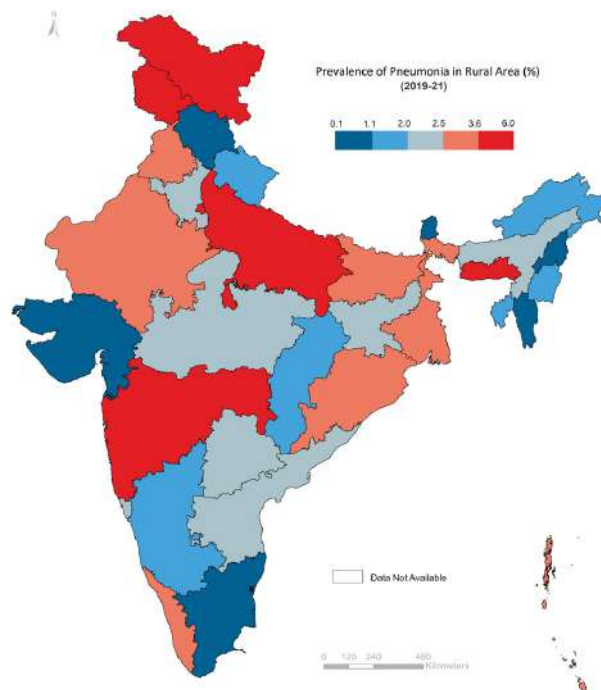 N
Prevalence of Pneumonia in Rural Area (%)
(2019-21)
0.1 1.1 2.0 2.5 3.6 6.0
Data Not Available
0 120 240 480
Kilometers